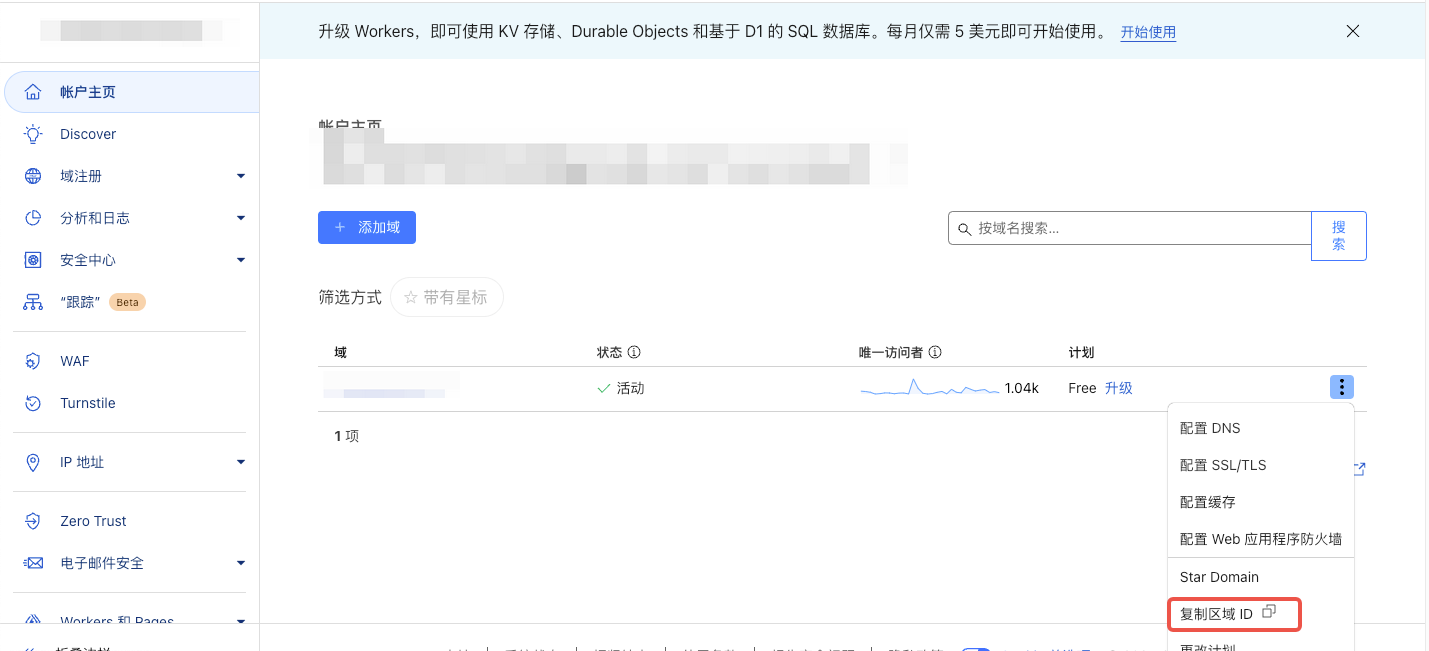 升级 Workers，即可使用 KV 存储、Durable Objects 和基于 D1 的 SQL 数据库。每月仅需 5 美元即可开始使用。 开始使用
帐户主页
Discover
域注册
分析和日志
安全中心
“跟踪” Beta
WAF
Turnstile
IP 地址
Zero Trust
电子邮件安全
Workers 和 Pages
折叠边栏
帐户主页
+ 添加域
按域名搜索...
搜
索
筛选方式 ☆ 带有星标
域 状态 唯一访问者 计划
活动 1.04k Free 升级
1 项
配置 DNS
配置 SSL/TLS
配置缓存
配置 Web 应用程序防火墙
Star Domain
复制区域 ID
更改计划